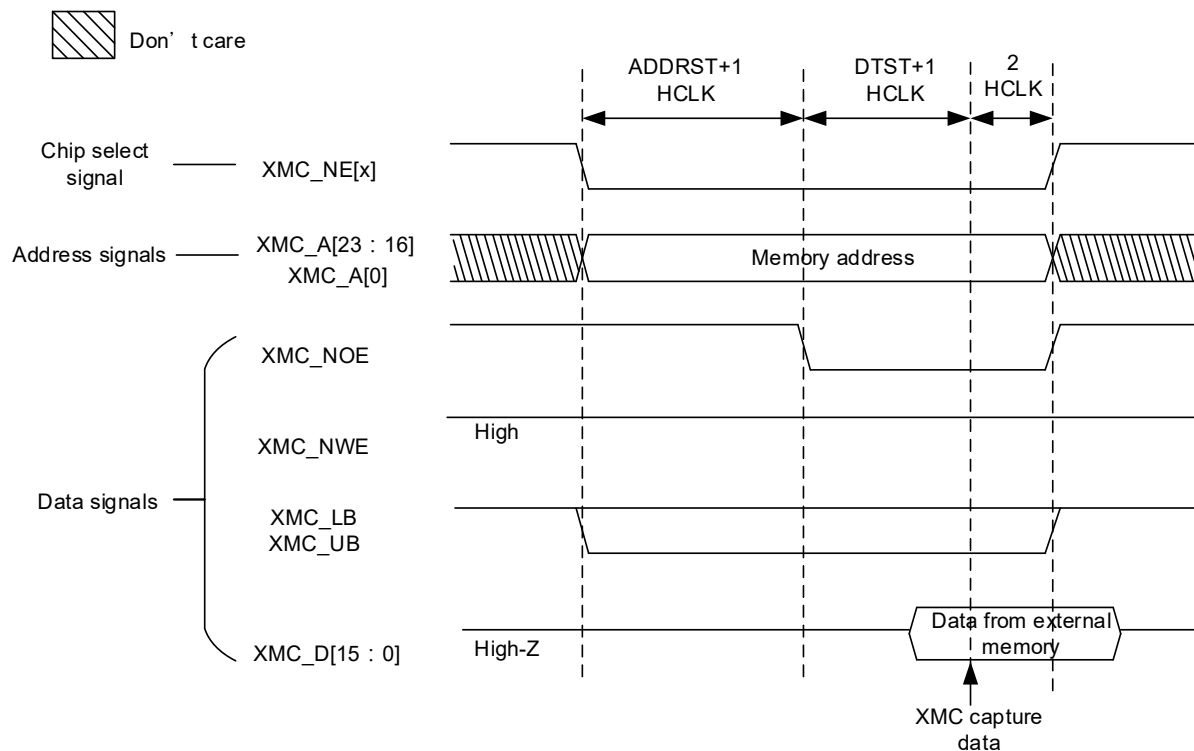 Don' t care
ADDRST+1
HCLK
DTST+1
HCLK
2
HCLK
Chip select
signal
XMC_NE[x]
Address signals
XMC_A[23 : 16]
XMC_A[0]
Memory address
XMC_NOE
High
XMC_NWE
Data signals
XMC_LB
XMC_UB
XMC_D[15 : 0]
High-Z
Data from external
memory
XMC capture
data